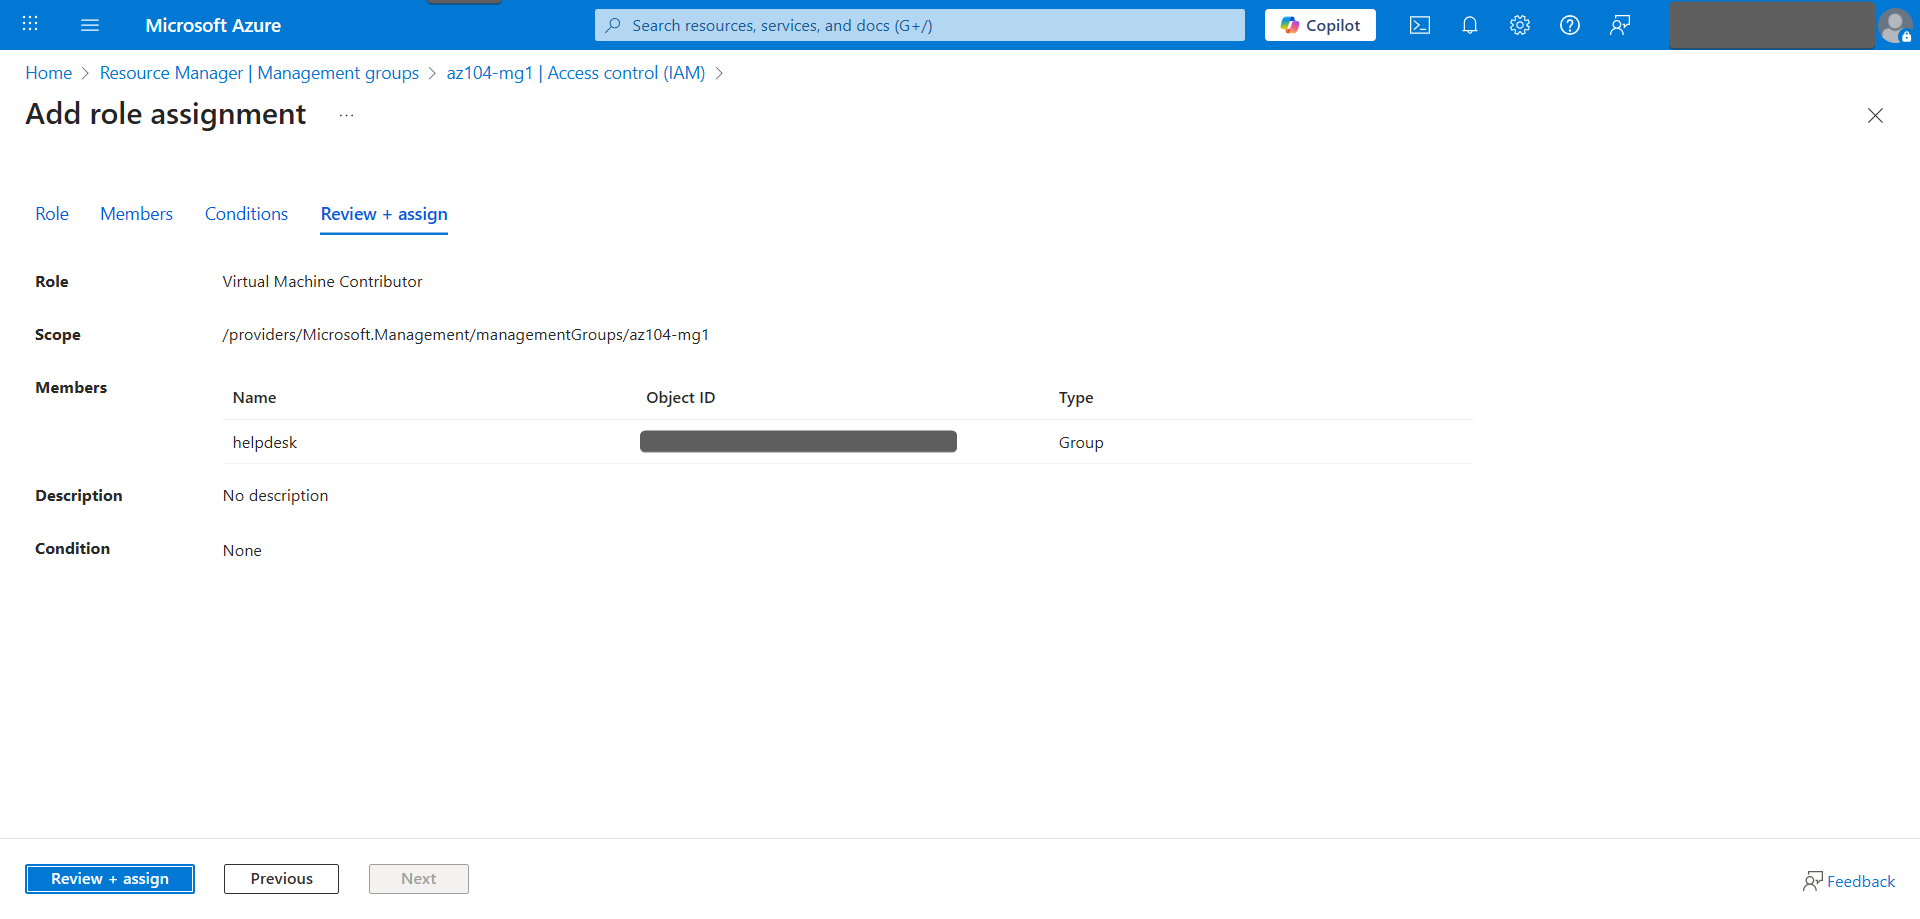 Microsoft Azure
Search resources, services, and docs (G+/)
Copilot
Home > Resource Manager | Management groups > az104-mg1 | Access control (IAM) >
Add role assignment ...
Role Members Conditions Review + assign
Role Virtual Machine Contributor
Scope /providers/Microsoft.Management/managementGroups/az104-mg1
Members
Name Object ID Type
helpdesk Group
Description No description
Condition None
Review + assign Previous Next
Feedback